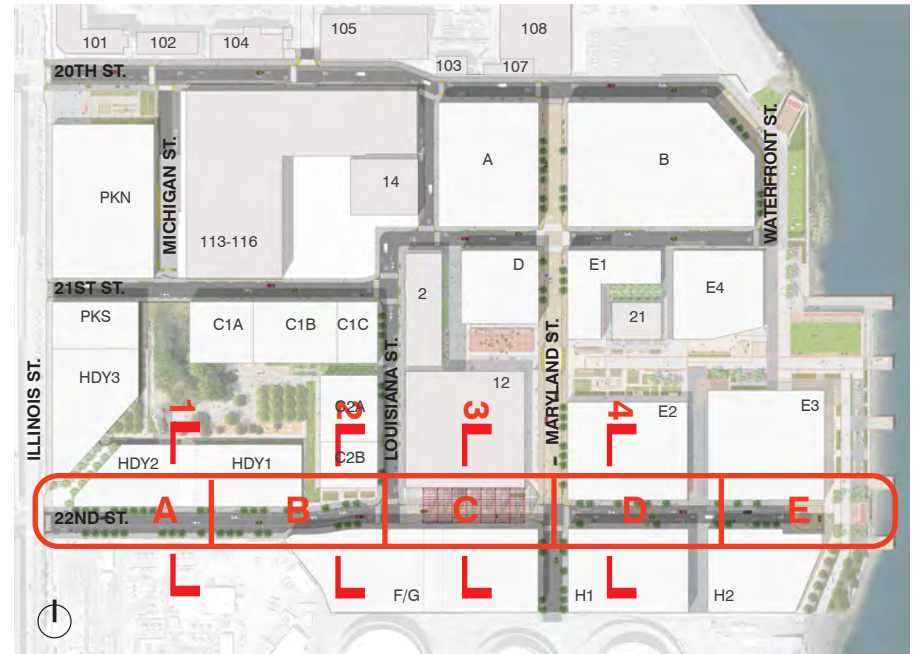 101
102
104
105
108
103
107
20TH ST.
MICHIGAN ST.
WATERFRONT ST.
PKN
14
A
B
113-116
21ST ST.
2
D
E1
E4
21
PKS
C1A
C1B
C1C
ILLINOIS ST.
LOUISIANA ST.
MARYLAND ST.
HDY3
12
C2A
E2
E3
1
2
3
4
HDY2
HDY1
C2B
22ND ST.
A
B
C
D
E
F/G
H1
H2